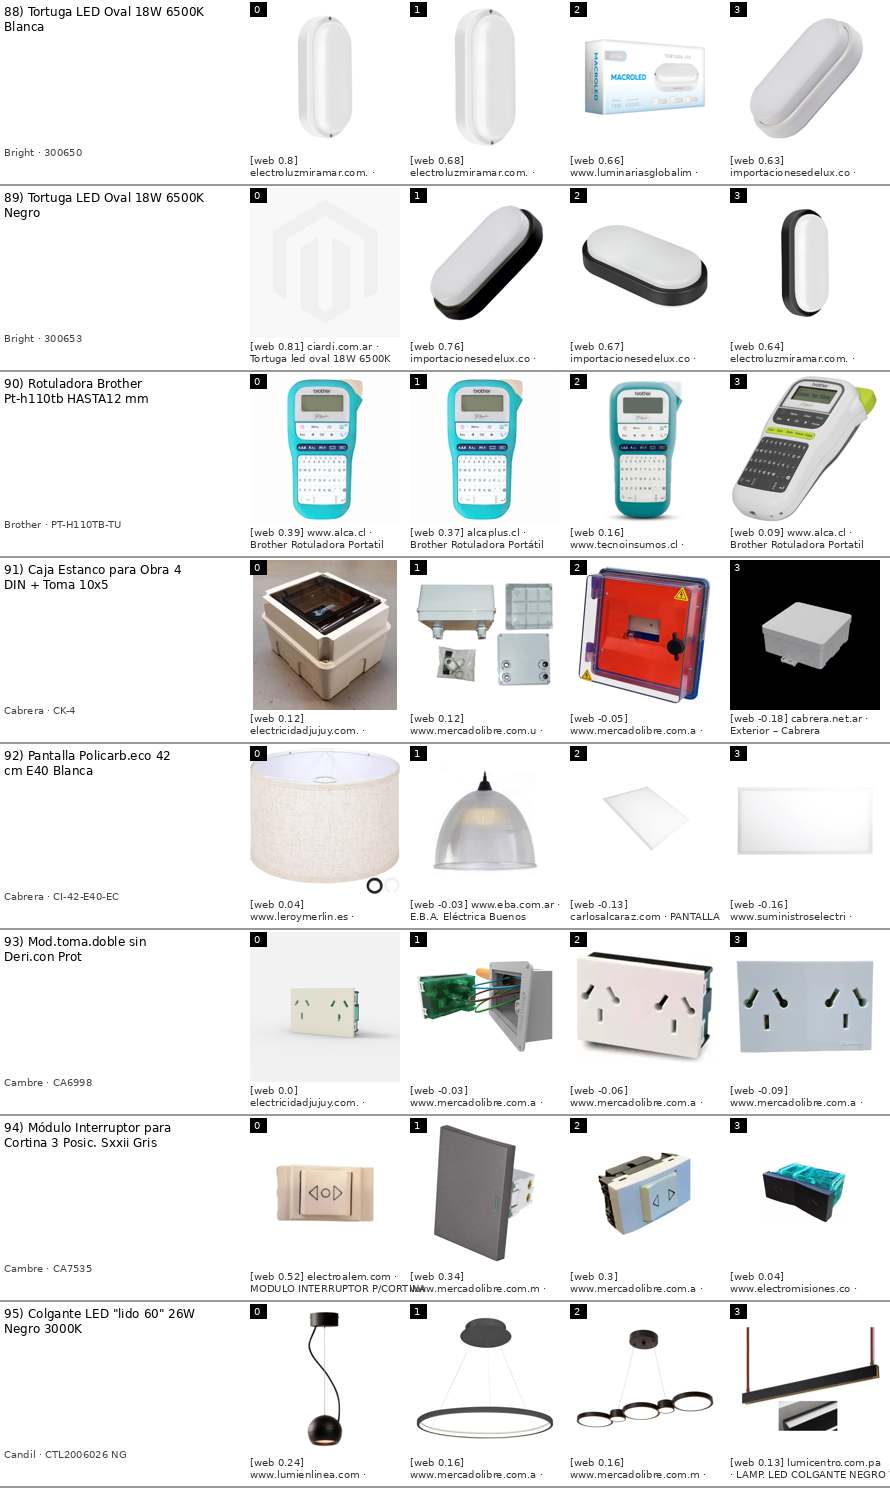 88) Tortuga LED Oval 18W 6500K
Blanca
Bright · 300650
0
1
2
3
MACROLED
MACROLED
[web 0.8]
electroluzmiramar.com. ·
[web 0.68]
electroluzmiramar.com. ·
[web 0.66]
www.luminariasglobalim ·
[web 0.63]
importacionesedelux.co ·
89) Tortuga LED Oval 18W 6500K
Negro
Bright · 300653
0
1
2
3
[web 0.81] ciardi.com.ar ·
Tortuga led oval 18W 6500K
[web 0.76]
importacionesedelux.co ·
[web 0.67]
importacionesedelux.co ·
[web 0.64]
electroluzmiramar.com. ·
90) Rotuladora Brother
Pt-h110tb HASTA12 mm
Brother · PT-H110TB-TU
0
1
2
3
brother
brother
brother
brother
[web 0.39] www.alca.cl ·
Brother Rotuladora Portatil
[web 0.37] alcaplus.cl ·
Brother Rotuladora Portátil
[web 0.16]
www.tecnoinsumos.cl ·
[web 0.09] www.alca.cl ·
Brother Rotuladora Portatil
91) Caja Estanco para Obra 4
DIN + Toma 10x5
Cabrera · CK-4
0
1
2
3
[web 0.12]
electricidadjujuy.com. ·
[web 0.12]
www.mercadolibre.com.u ·
[web -0.05]
www.mercadolibre.com.a ·
[web -0.18] cabrera.net.ar ·
Exterior – Cabrera
92) Pantalla Policarb.eco 42
cm E40 Blanca
Cabrera · CI-42-E40-EC
0
1
2
3
[web 0.04]
www.leroymerlin.es ·
[web -0.03] www.eba.com.ar ·
E.B.A. Eléctrica Buenos
[web -0.13]
carlosalcaraz.com · PANTALLA
[web -0.16]
www.suministroselectri ·
93) Mod.toma.doble sin
Deri.con Prot
Cambre · CA6998
0
1
2
3
[web 0.0]
electricidadjujuy.com. ·
[web -0.03]
www.mercadolibre.com.a ·
[web -0.06]
www.mercadolibre.com.a ·
[web -0.09]
www.mercadolibre.com.a ·
94) Módulo Interruptor para
Cortina 3 Posic. Sxxii Gris
Cambre · CA7535
0
1
2
3
[web 0.52] electroalem.com ·
MODULO INTERRUPTOR P/CORTINA
[web 0.34]
www.mercadolibre.com.m ·
[web 0.3]
www.mercadolibre.com.a ·
[web 0.04]
www.electromisiones.co ·
95) Colgante LED "lido 60" 26W
Negro 3000K
Candil · CTL2006026 NG
0
1
2
3
[web 0.24]
www.lumienlinea.com ·
[web 0.16]
www.mercadolibre.com.a ·
[web 0.16]
www.mercadolibre.com.m ·
[web 0.13] lumicentro.com.pa
· LAMP. LED COLGANTE NEGRO